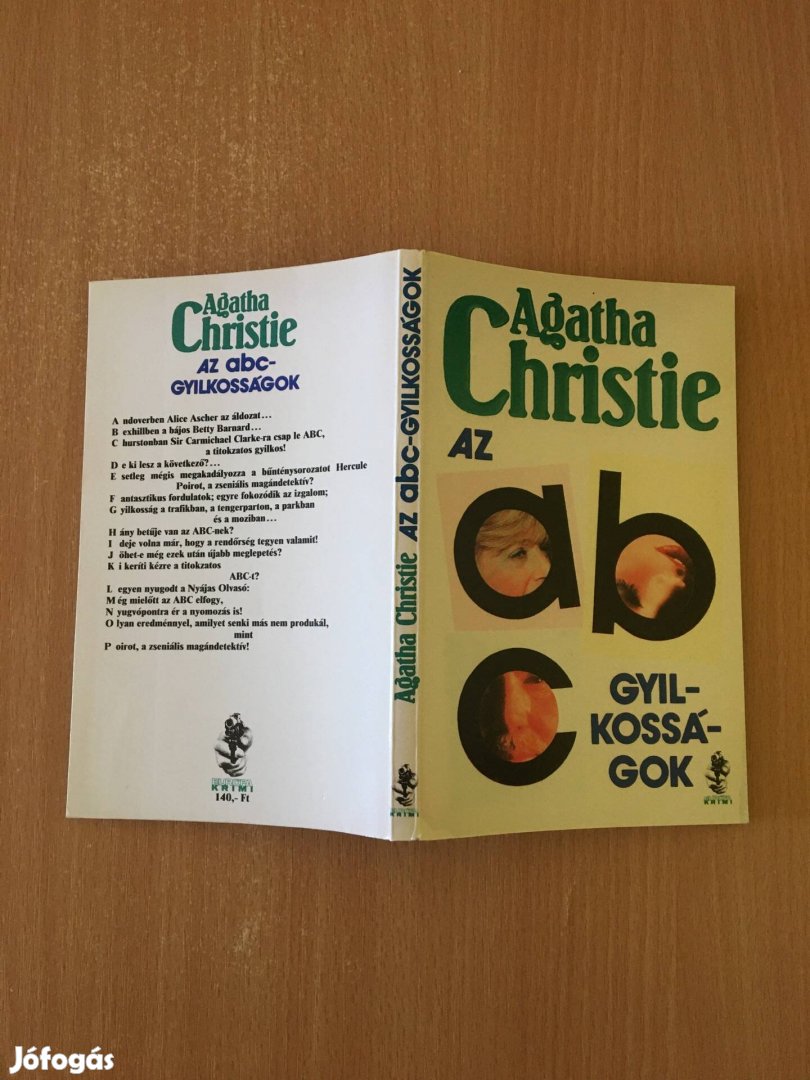 Agatha
Christie
AZ abc-
GYILKOSSÁGOK
A ndoverben Alice Ascher az áldozat...
B exhillben a bájos Betty Barnard...
C hurstonban Sir Carmichael Clarke-ra csap le ABC,
a titokzatos gyilkos!
D e ki lesz a következő?...
E setleg mégis megakadályozza a bűnténysorozatot Hercule
Poirot, a zseniális magándetektív?
F antasztikus fordulatok; egyre fokozódik az izgalom;
G yilkosság a trafikban, a tengerparton, a parkban
és a moziban...
H ány betűje van az ABC-nek?
I deje volna már, hogy a rendőrség tegyen valamit!
J öhet-e még ezek után újabb meglepetés?
K i keríti kézre a titokzatos
ABC-t?
L egyen nyugodt a Nyájas Olvasó:
M ég mielőtt az ABC elfogy,
N yugvópontra ér a nyomozás is!
O lyan eredménnyel, amilyet senki más nem produkál,
mint
P oirot, a zseniális magándetektív!
EURÓPA
KRIMI
140,- Ft
Agatha Christie AZ abc-GYILKOSSÁGOK
Agatha
Christie
AZ
a b
c
GYIL-
KOSSÁ-
GOK
EURÓPA
KRIMI
Jófogás